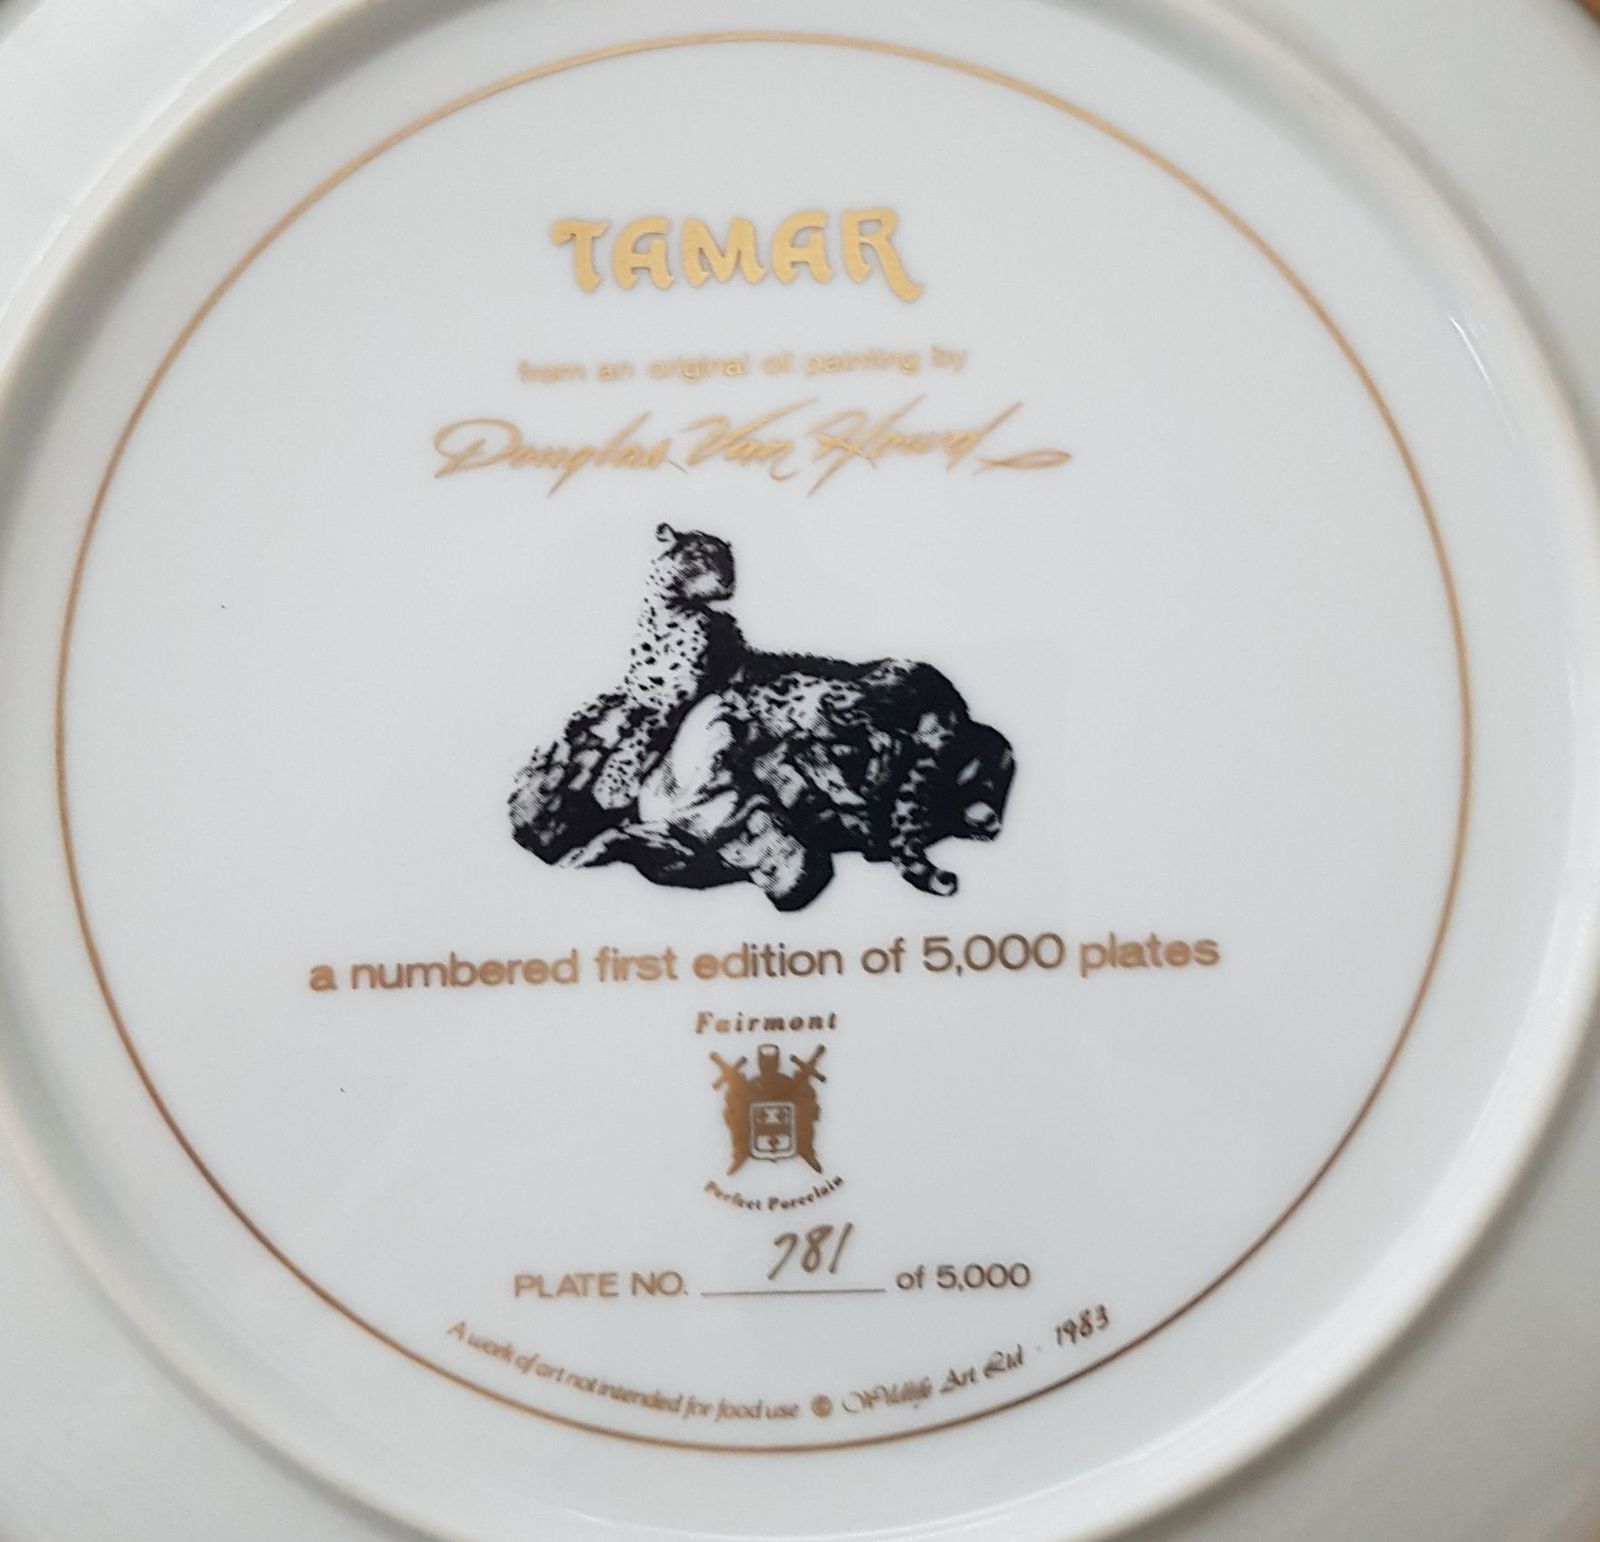 TAMAR
from an original oil painting by
Douglas Van Howd
a numbered first edition of 5,000 plates
Fairmont
Perfect Porcelain
PLATE NO. 781 of 5,000
A work of art not intended for food use © Wildlife Art Ltd · 1983